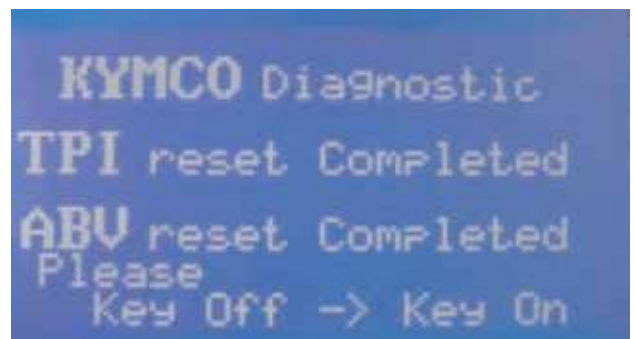 KYMCO Diagnostic
TPI reset Completed
ABV reset Completed
Please
Key Off -> Key On